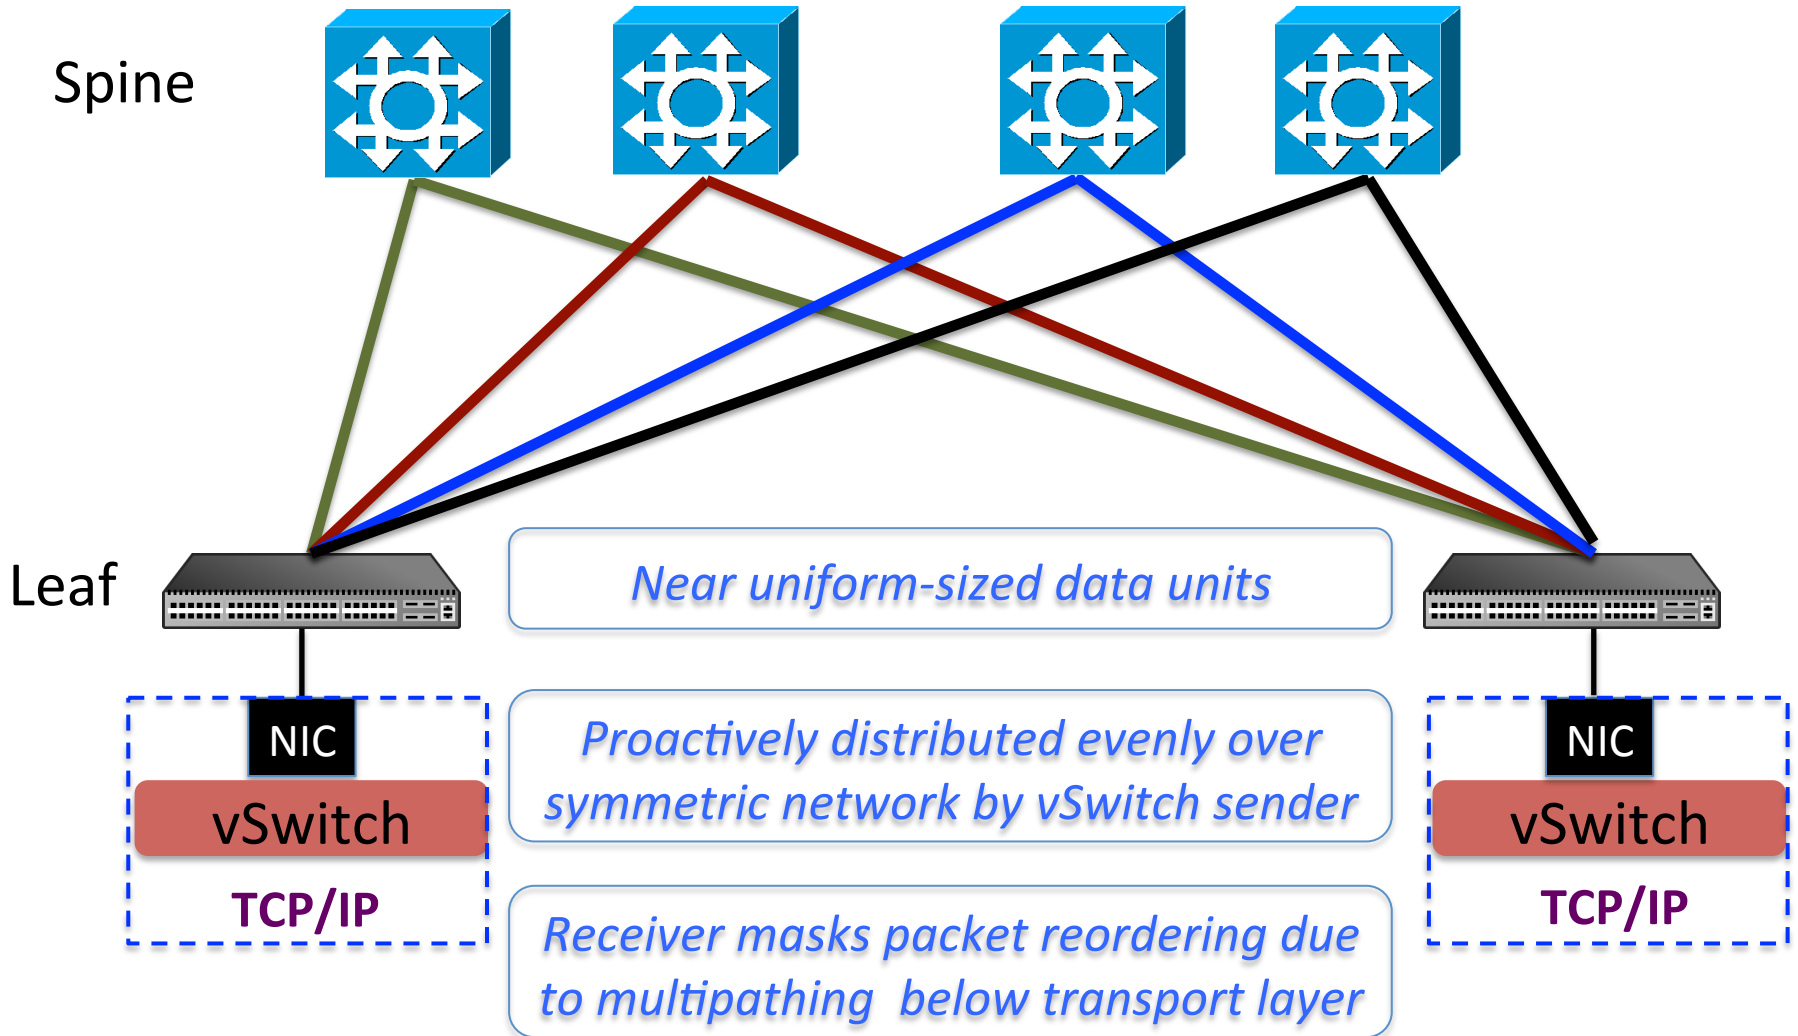 Spine
Leaf
Near uniform-sized data units
NIC
NIC
Proactively distributed evenly over
symmetric network by vSwitch sender
vSwitch
vSwitch
TCP/IP
TCP/IP
Receiver masks packet reordering due
to multipathing below transport layer